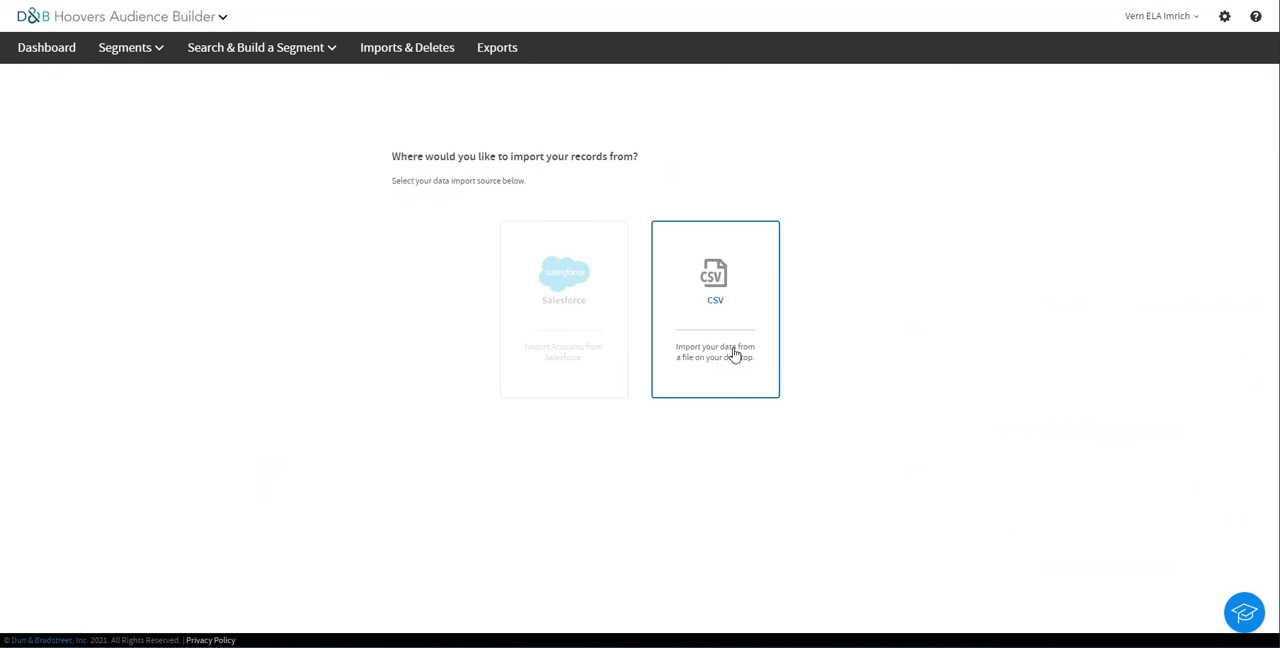 D&B Hoovers Audience Builder
Vern ELA Imrich
Dashboard
Segments
Search & Build a Segment
Imports & Deletes
Exports
Where would you like to import your records from?
Select your data import source below.
salesforce
Salesforce
Import Accounts from
Salesforce.
CSV
CSV
Import your data from
a file on your
© Dun & Bradstreet, Inc. 2021. All Rights Reserved. | Privacy Policy